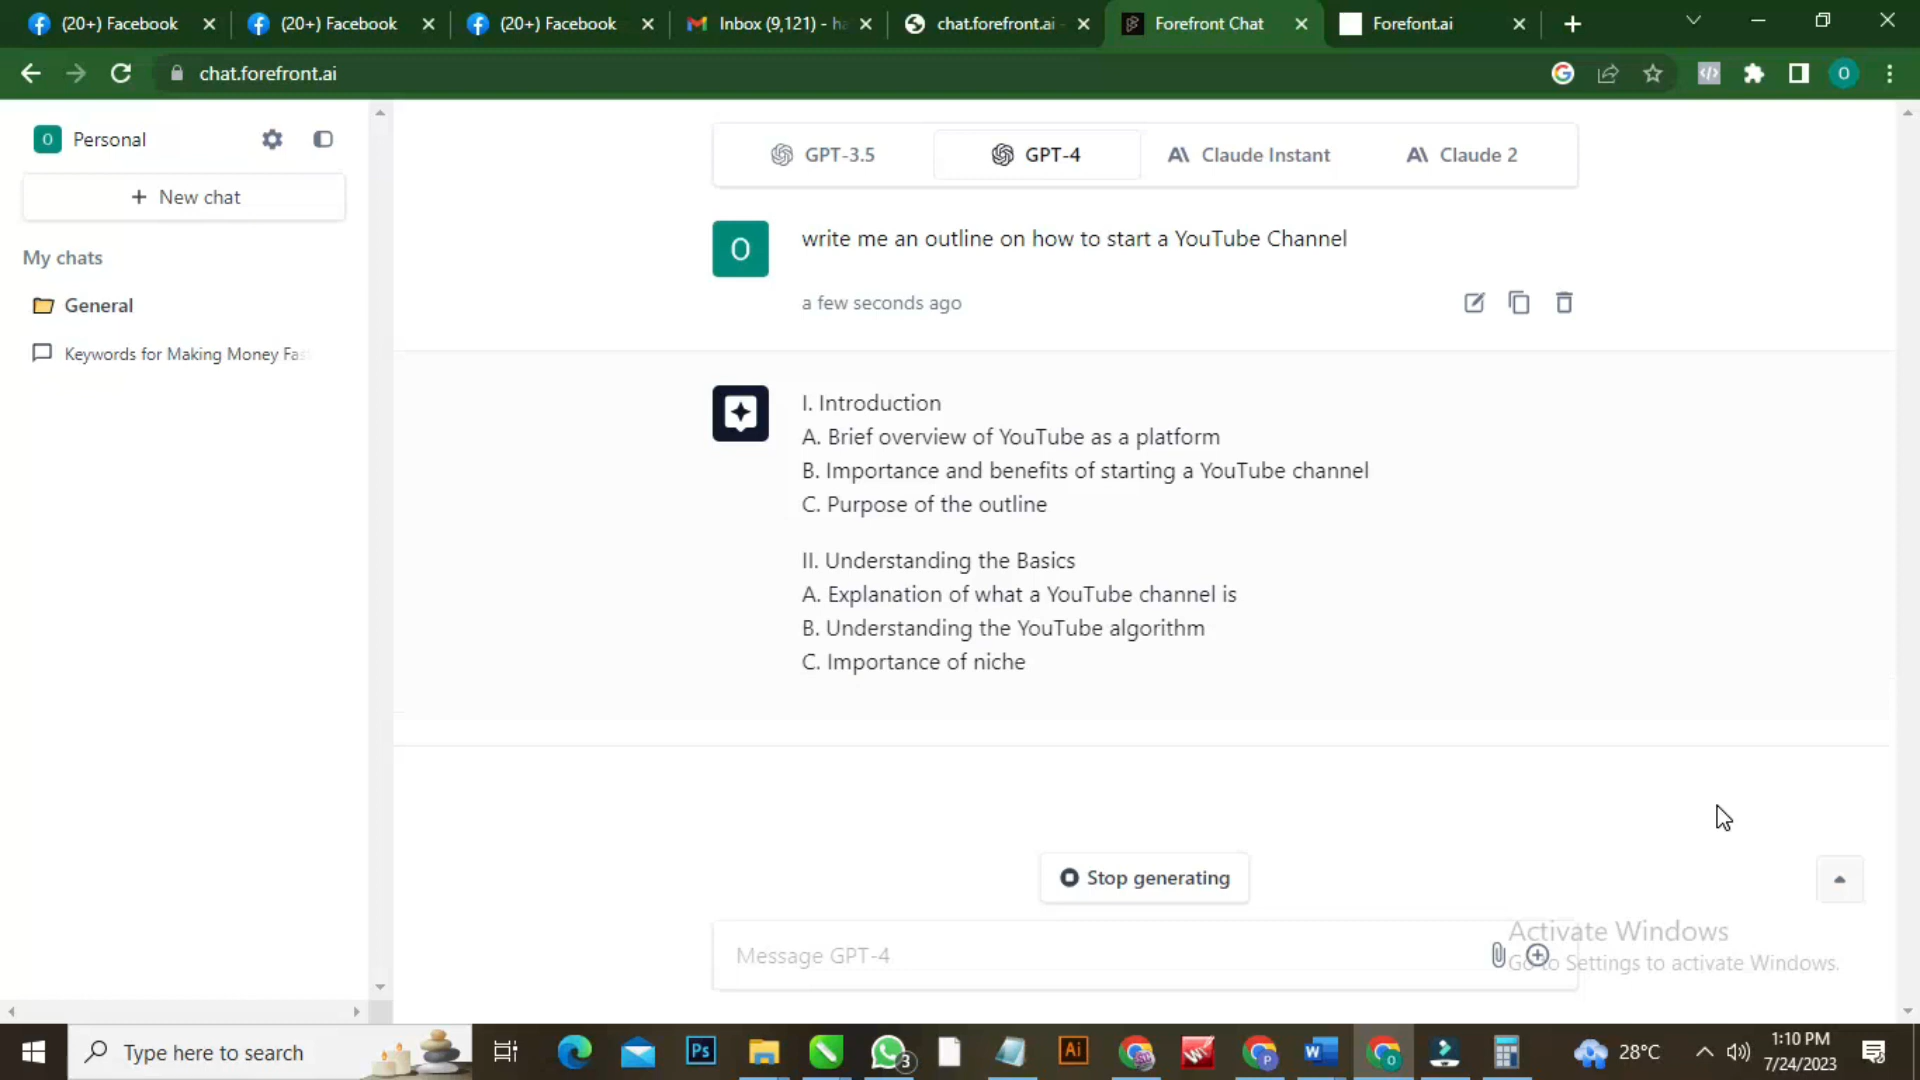 (20+) Facebook
(20+) Facebook
(20+) Facebook
Inbox (9,121) - ha
chat.forefront.ai -
Forefront Chat
Forefont.ai
chat.forefront.ai
O
O Personal
+ New chat
My chats
General
Keywords for Making Money Fas
GPT-3.5
GPT-4
Claude Instant
Claude 2
O
write me an outline on how to start a YouTube Channel
a few seconds ago
I. Introduction
A. Brief overview of YouTube as a platform
B. Importance and benefits of starting a YouTube channel
C. Purpose of the outline
II. Understanding the Basics
A. Explanation of what a YouTube channel is
B. Understanding the YouTube algorithm
C. Importance of niche
Stop generating
Message GPT-4
Activate Windows
Go to Settings to activate Windows.
Type here to search
Ps
3
Ai
P
W
O
28°C
1:10 PM
7/24/2023